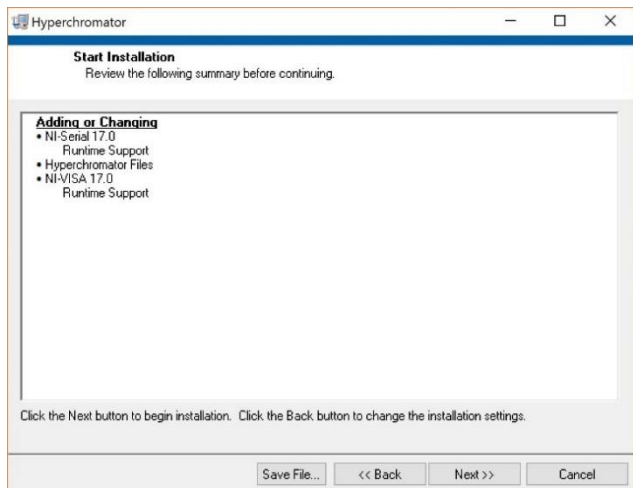 Hyperchromator
Start Installation
Review the following summary before continuing.
Adding or Changing
• NI-Serial 17.0
Runtime Support
• Hyperchromator Files
• NI-VISA 17.0
Runtime Support
Click the Next button to begin installation. Click the Back button to change the installation settings.
Save File... << Back Next >> Cancel